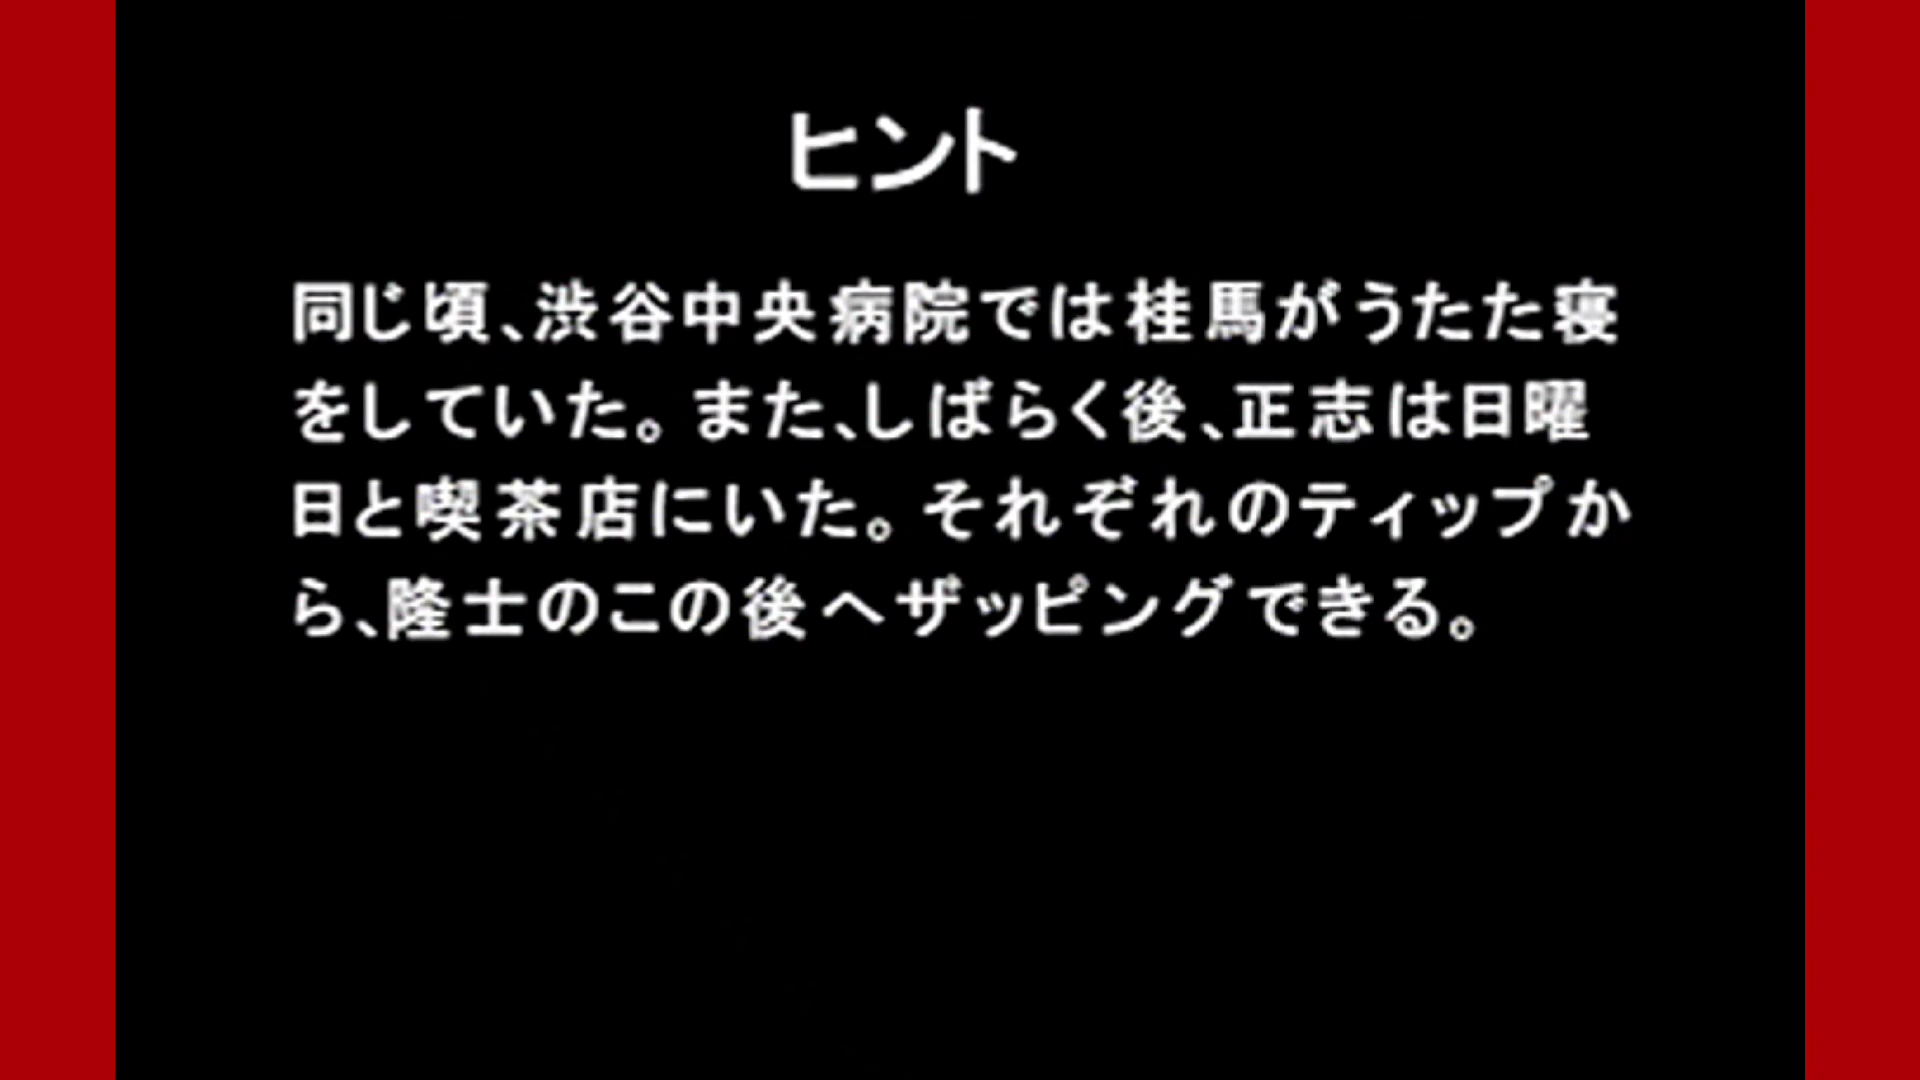 ヒント
同じ頃、渋谷中央病院では桂馬がうたた寝
をしていた。また、しばらく後、正志は日曜
日と喫茶店にいた。それぞれのティップか
ら、隆士のこの後へザッピングできる。